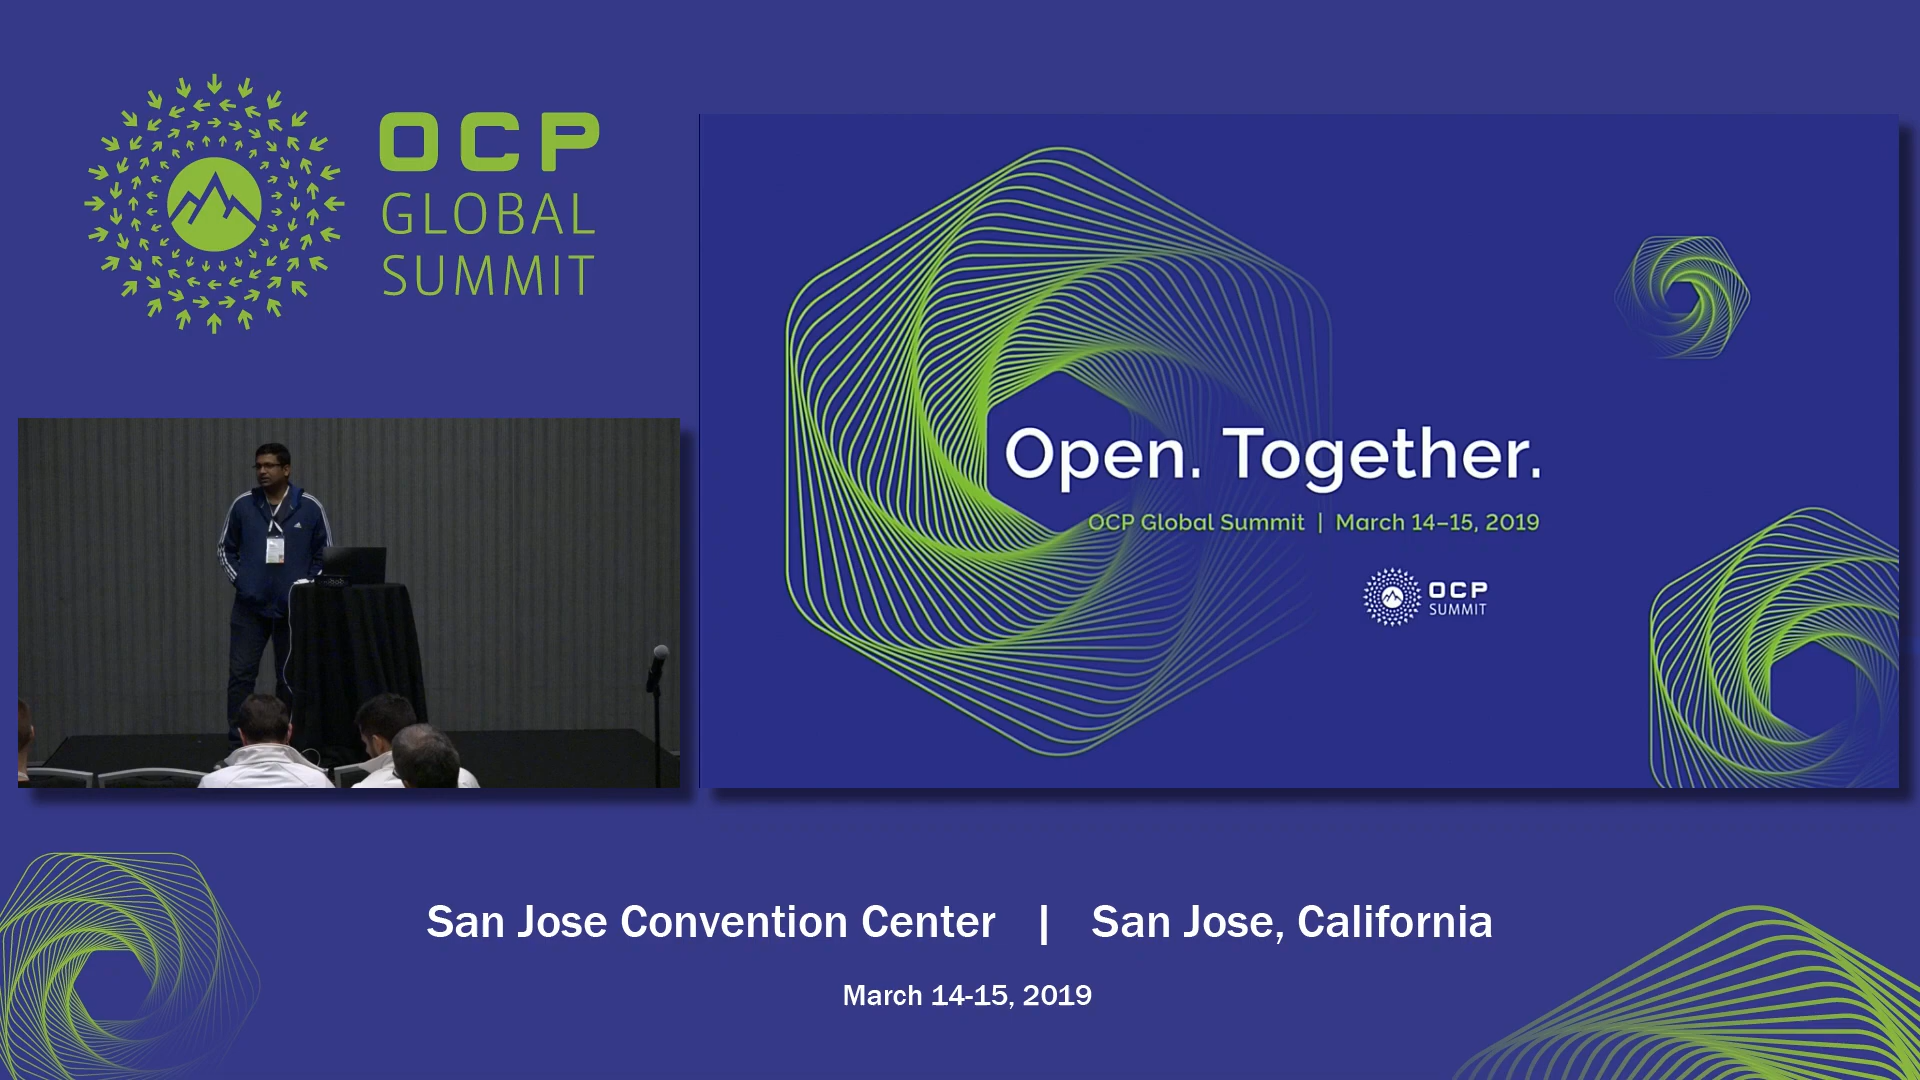 OCP
GLOBAL
SUMMIT
Open. Together.
OCP Global Summit | March 14–15, 2019
OCP
SUMMIT
San Jose Convention Center | San Jose, California
March 14-15, 2019